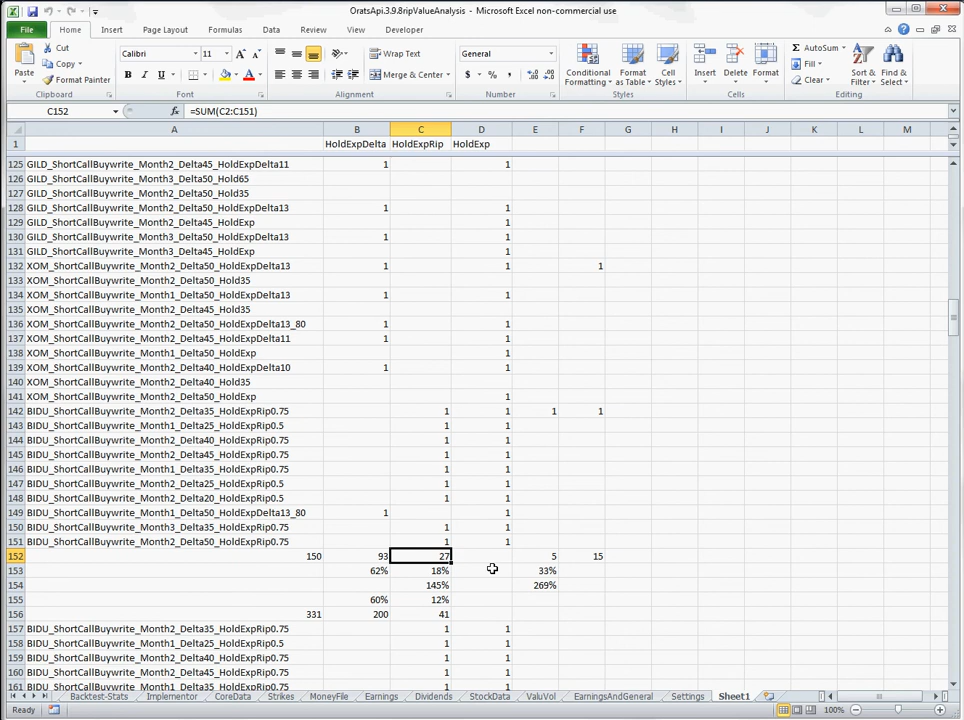 OratsApi.3.9.8ripValueAnalysis - Microsoft Excel non-commercial use
File Home Insert Page Layout Formulas Data Review View Developer
Paste Cut Copy Format Painter Clipboard
Calibri 11 B I U A Font
Wrap Text Merge & Center Alignment
General $ % , Number
Conditional Formatting Format as Table Cell Styles Styles
Insert Delete Format Cells
Σ AutoSum Fill Clear Sort & Filter Find & Select Editing
C152 fx =SUM(C2:C151)
A B C D E F G H I J K L M
1 HoldExpDelta HoldExpRip HoldExp
125 GILD_ShortCallBuywrite_Month2_Delta45_HoldExpDelta11 1 1
126 GILD_ShortCallBuywrite_Month3_Delta50_Hold65
127 GILD_ShortCallBuywrite_Month2_Delta50_Hold35
128 GILD_ShortCallBuywrite_Month2_Delta50_HoldExpDelta13 1 1
129 GILD_ShortCallBuywrite_Month2_Delta45_HoldExp 1
130 GILD_ShortCallBuywrite_Month3_Delta50_HoldExpDelta13 1 1
131 GILD_ShortCallBuywrite_Month3_Delta45_HoldExp 1
132 XOM_ShortCallBuywrite_Month2_Delta50_HoldExpDelta13 1 1 1
133 XOM_ShortCallBuywrite_Month2_Delta50_Hold35
134 XOM_ShortCallBuywrite_Month1_Delta50_HoldExpDelta13 1 1
135 XOM_ShortCallBuywrite_Month2_Delta45_Hold35
136 XOM_ShortCallBuywrite_Month2_Delta50_HoldExpDelta13_80 1 1
137 XOM_ShortCallBuywrite_Month2_Delta45_HoldExpDelta11 1 1
138 XOM_ShortCallBuywrite_Month1_Delta50_HoldExp 1
139 XOM_ShortCallBuywrite_Month2_Delta40_HoldExpDelta10 1 1
140 XOM_ShortCallBuywrite_Month2_Delta40_Hold35
141 XOM_ShortCallBuywrite_Month2_Delta50_HoldExp 1
142 BIDU_ShortCallBuywrite_Month2_Delta35_HoldExpRip0.75 1 1 1 1
143 BIDU_ShortCallBuywrite_Month1_Delta25_HoldExpRip0.5 1 1
144 BIDU_ShortCallBuywrite_Month2_Delta40_HoldExpRip0.75 1 1
145 BIDU_ShortCallBuywrite_Month2_Delta45_HoldExpRip0.75 1 1
146 BIDU_ShortCallBuywrite_Month1_Delta35_HoldExpRip0.75 1 1
147 BIDU_ShortCallBuywrite_Month2_Delta25_HoldExpRip0.5 1 1
148 BIDU_ShortCallBuywrite_Month2_Delta20_HoldExpRip0.5 1 1
149 BIDU_ShortCallBuywrite_Month1_Delta50_HoldExpDelta13_80 1 1
150 BIDU_ShortCallBuywrite_Month3_Delta35_HoldExpRip0.75 1 1
151 BIDU_ShortCallBuywrite_Month2_Delta50_HoldExpRip0.75 1 1
152 150 93 27 5 15
153 62% 18% 33%
154 145% 269%
155 60% 12%
156 331 200 41
157 BIDU_ShortCallBuywrite_Month2_Delta35_HoldExpRip0.75 1 1
158 BIDU_ShortCallBuywrite_Month1_Delta25_HoldExpRip0.5 1 1
159 BIDU_ShortCallBuywrite_Month2_Delta40_HoldExpRip0.75 1 1
160 BIDU_ShortCallBuywrite_Month2_Delta45_HoldExpRip0.75 1 1
161 BIDU_ShortCallBuywrite_Month1_Delta35_HoldExpRip0.75 1 1
Backtest-Stats Implementor CoreData Strikes MoneyFile Earnings Dividends StockData ValuVol EarningsAndGeneral Settings Sheet1
Ready 100%